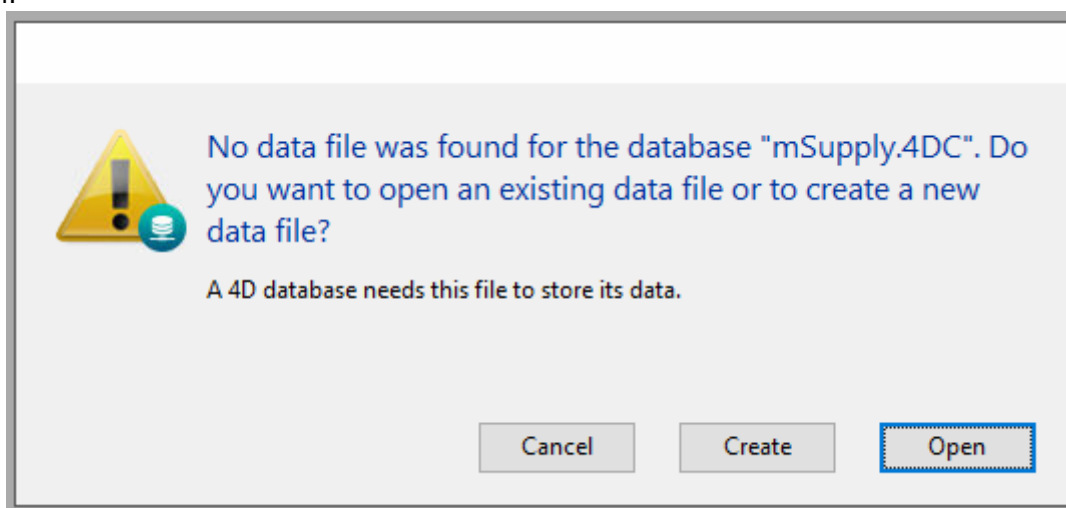 No data file was found for the database "mSupply.4DC". Do
you want to open an existing data file or to create a new
data file?
A 4D database needs this file to store its data.
Cancel Create Open